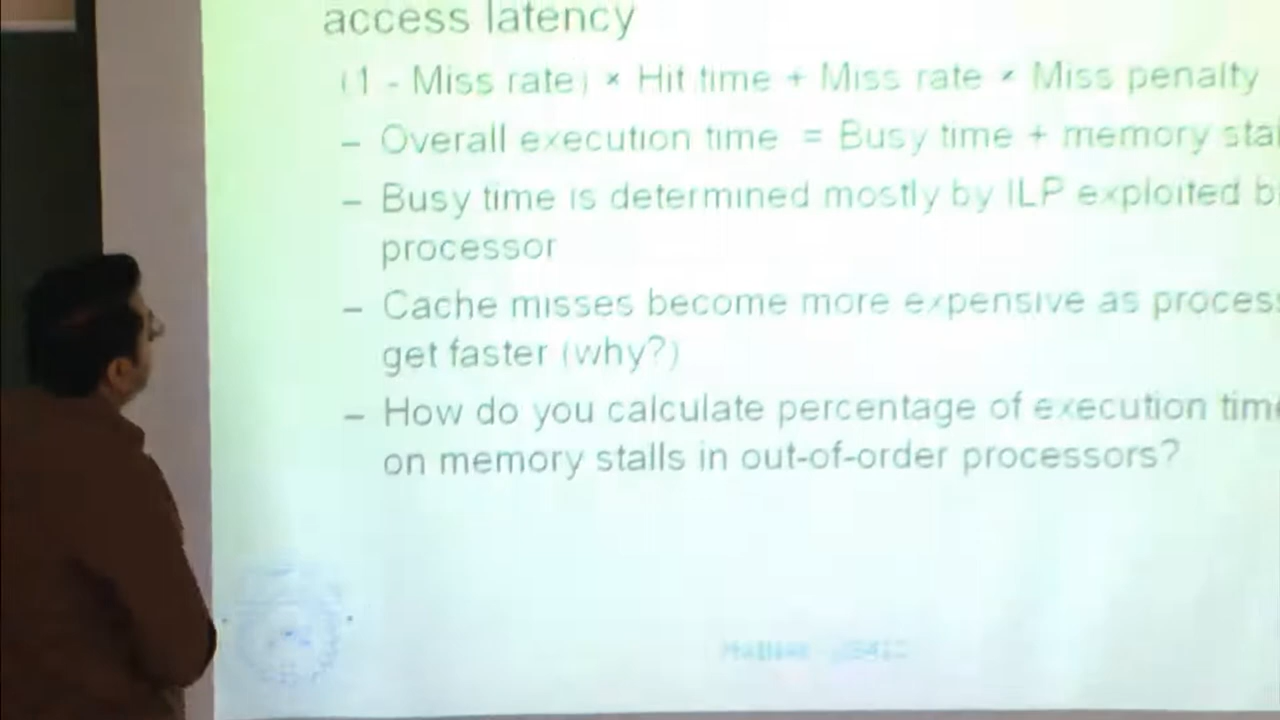 access latency
(1 - Miss rate) × Hit time + Miss rate × Miss penalty
– Overall execution time = Busy time + memory
– Busy time is determined mostly by ILP exploited
processor
– Cache misses become more expensive as
get faster (why?)
– How do you calculate percentage of execution
on memory stalls in out-of-order processors?